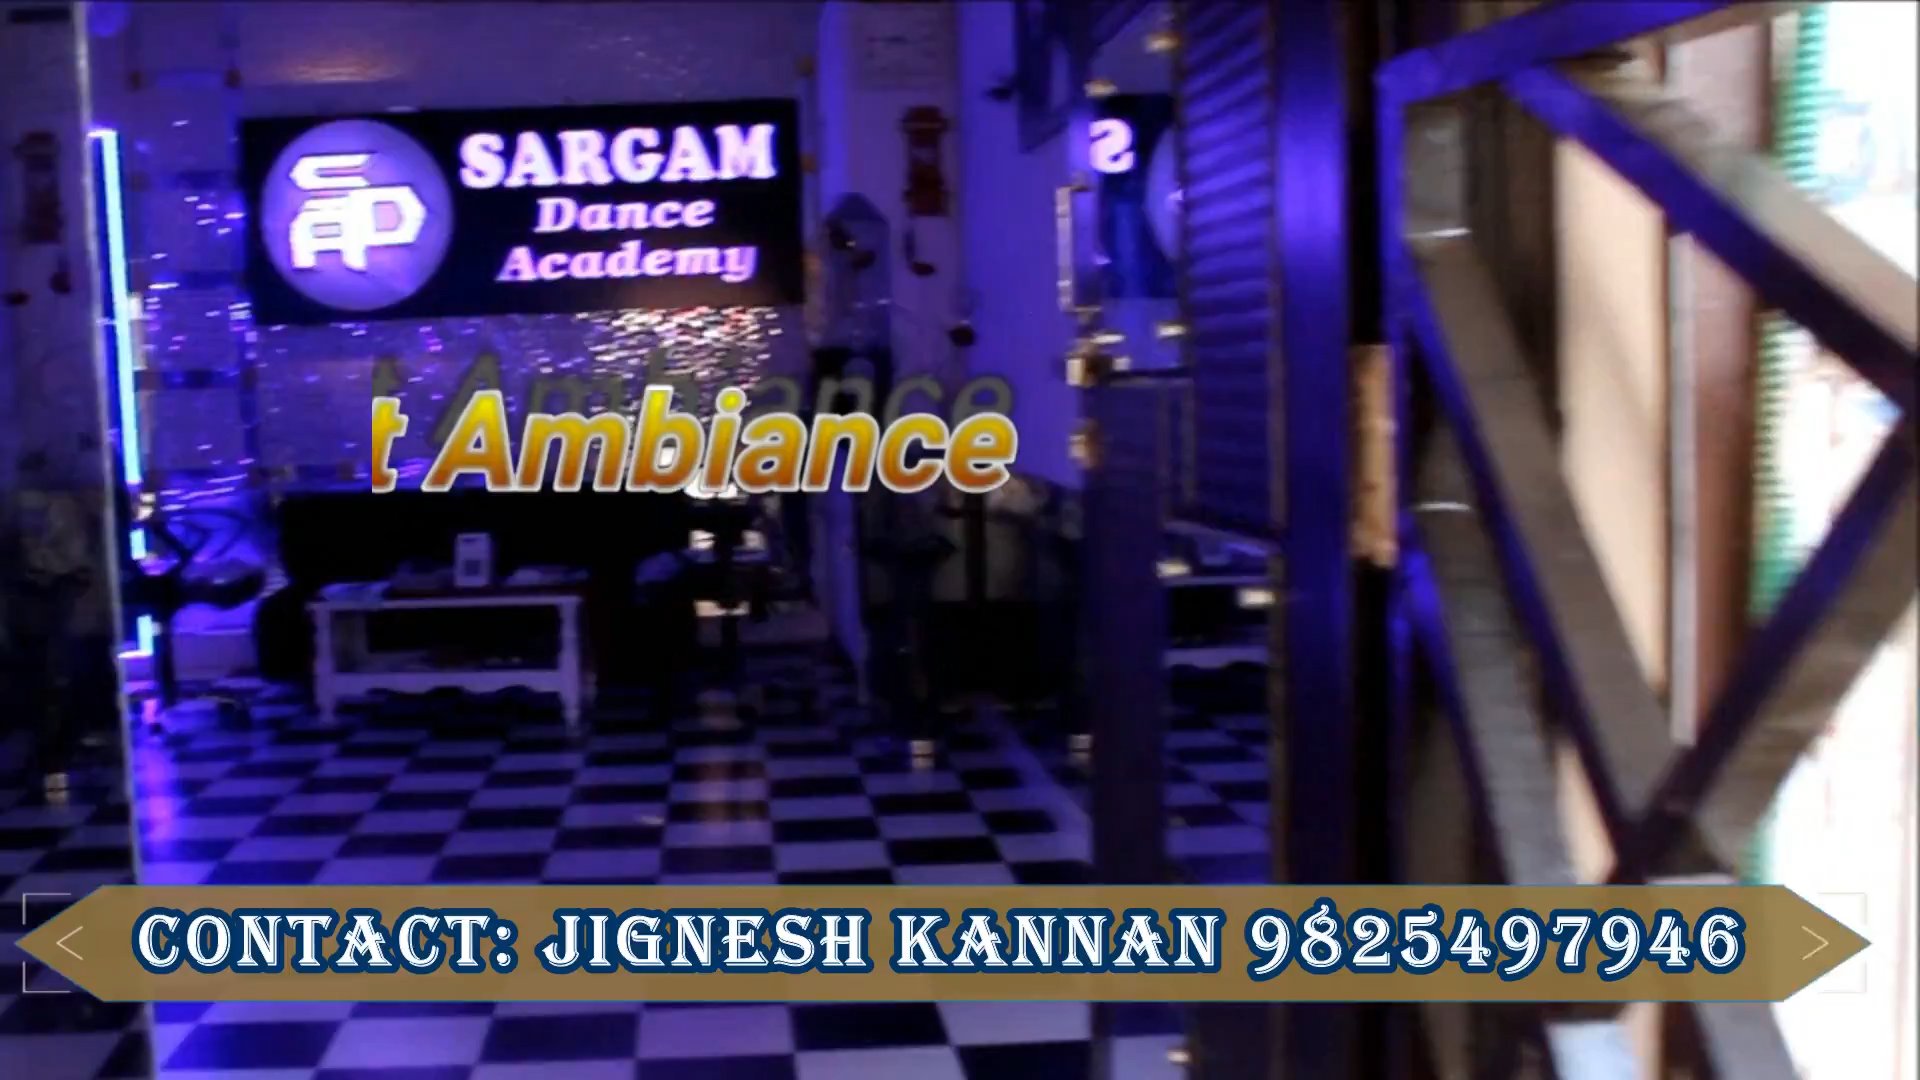 SARGAM
Dance
Academy
t Ambiance
CONTACT: JIGNESH KANNAN 9825497946